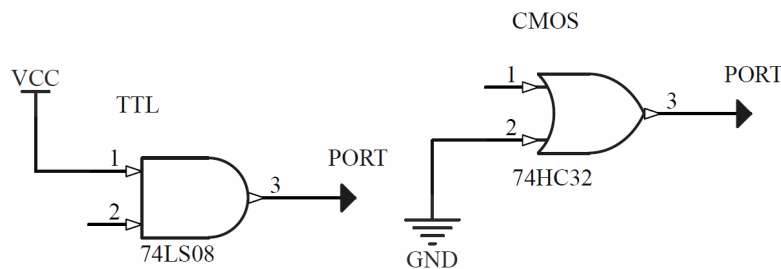 VCC
TTL
1
2
3
PORT
74LS08
CMOS
1
2
3
PORT
74HC32
GND